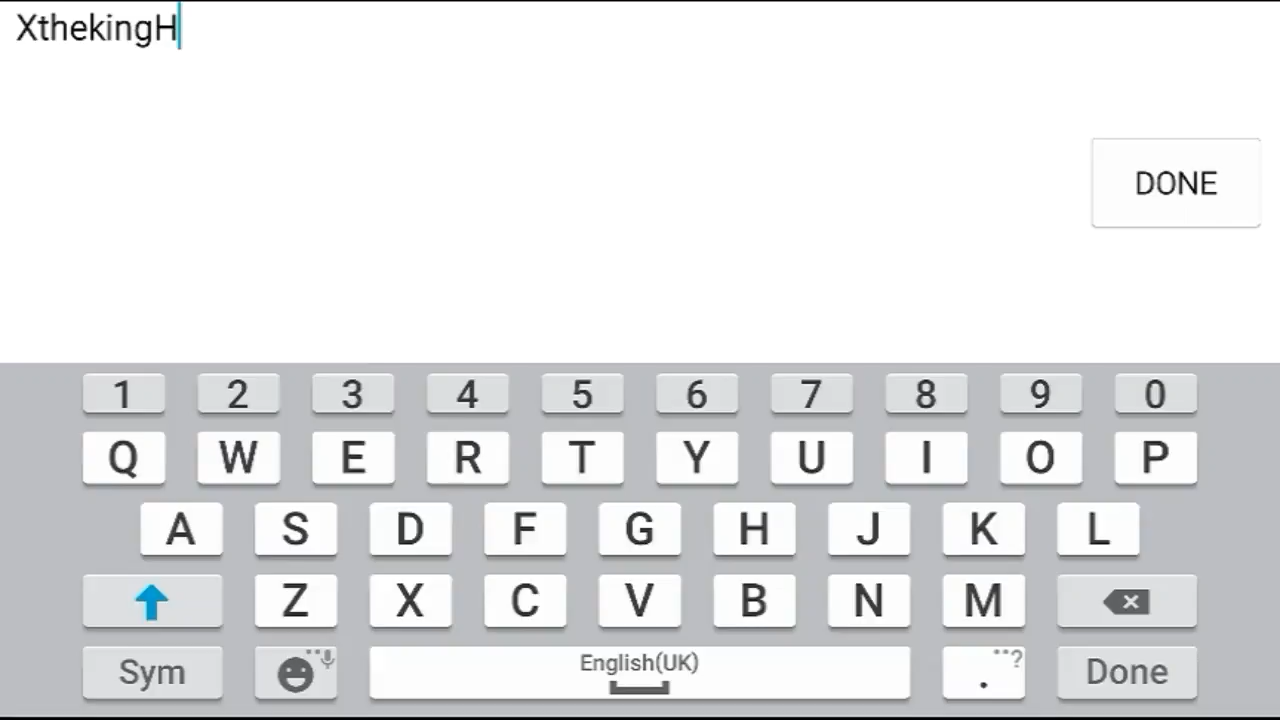 XthekingH
DONE
1 2 3 4 5 6 7 8 9 0
Q W E R T Y U I O P
A S D F G H J K L
Z X C V B N M
Sym English(UK) . ? Done